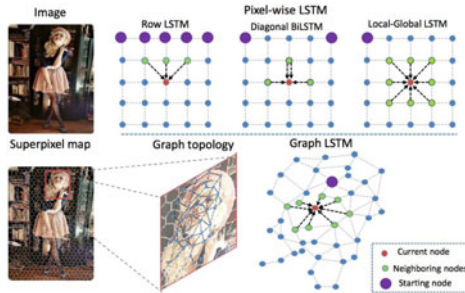 Image
Pixel-wise LSTM
Row LSTM
Diagonal BiLSTM
Local-Global LSTM
Superpixel map
Graph topology
Graph LSTM
Current node
Neighboring nodes
Starting node